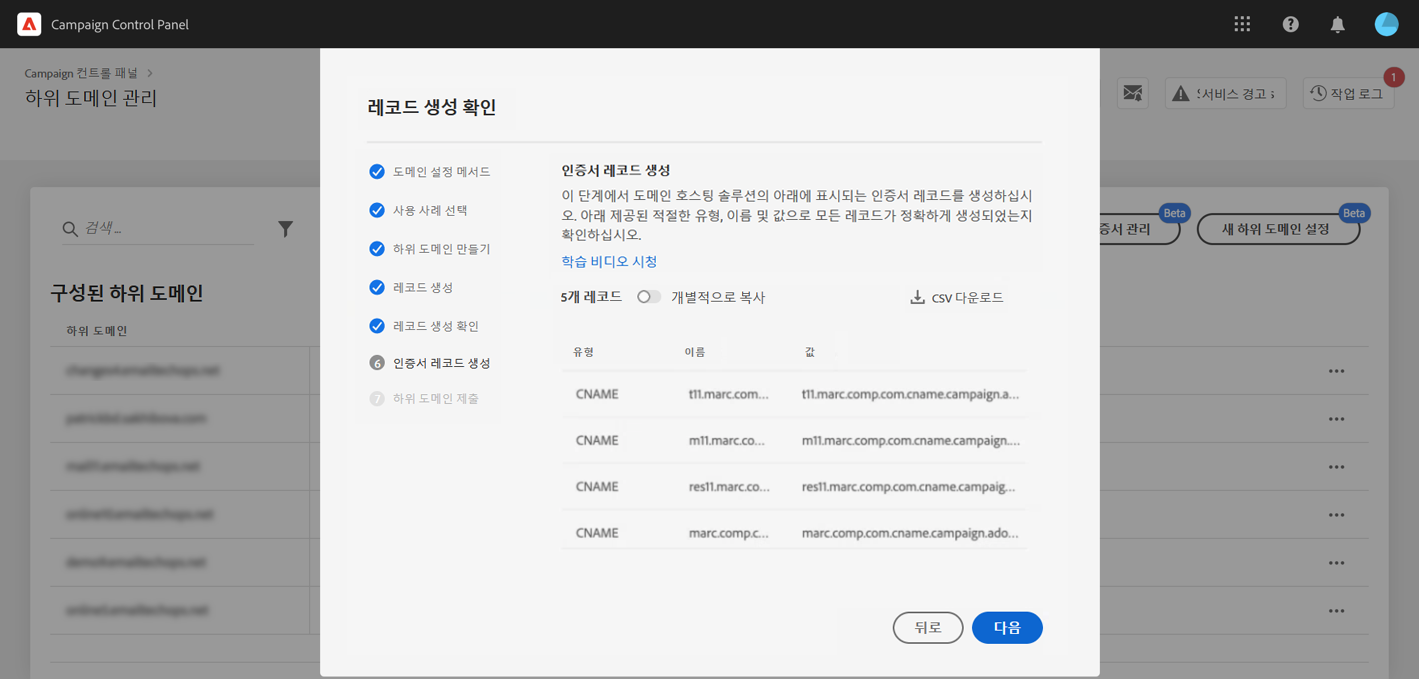 Campaign Control Panel
Campaign 컨트롤 패널
하위 도메인 관리
서비스 경고
작업 로그
1
검색...
증서 관리
Beta
새 하위 도메인 설정
Beta
구성된 하위 도메인
하위 도메인
레코드 생성 확인
도메인 설정 메서드
사용 사례 선택
하위 도메인 만들기
레코드 생성
레코드 생성 확인
6 인증서 레코드 생성
7 하위 도메인 제출
인증서 레코드 생성
이 단계에서 도메인 호스팅 솔루션의 아래에 표시되는 인증서 레코드를 생성하십시
오. 아래 제공된 적절한 유형, 이름 및 값으로 모든 레코드가 정확하게 생성되었는지
확인하십시오.
학습 비디오 시청
5개 레코드 개별적으로 복사 CSV 다운로드
유형 이름 값
CNAME t11.marc.com... t11.marc.comp.com.cname.campaign.a...
CNAME m11.marc.co... m11.marc.comp.com.cname.campaign....
CNAME res11.marc.co... res11.marc.comp.com.cname.campaig...
CNAME marc.comp.c... marc.comp.com.cname.campaign.ado...
뒤로 다음